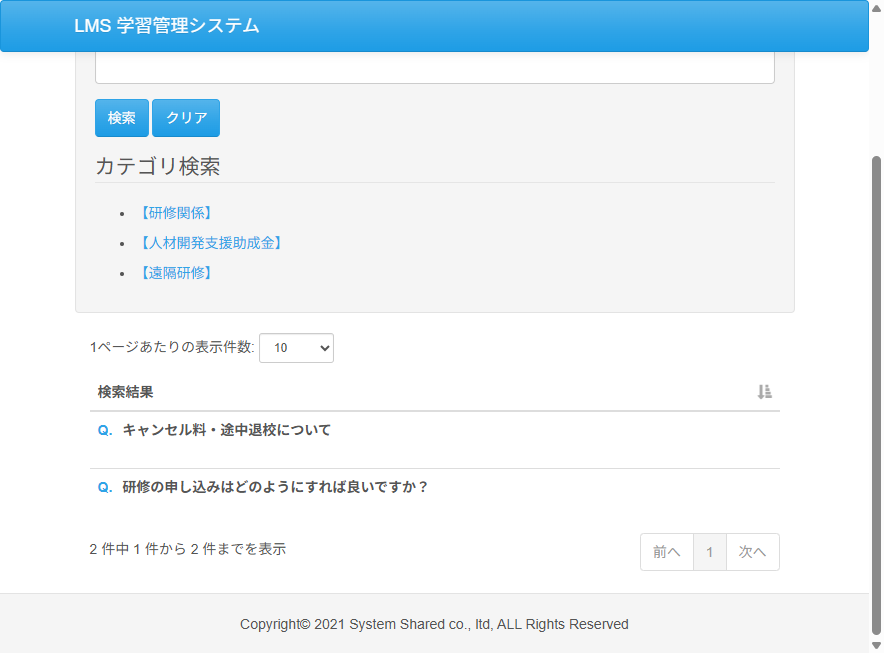 LMS 学習管理システム
検索 クリア
カテゴリ検索
【研修関係】
【人材開発支援助成金】
【遠隔研修】
1ページあたりの表示件数: 10
検索結果
Q. キャンセル料・途中退校について
Q. 研修の申し込みはどのようにすれば良いですか？
2 件中 1 件から 2 件までを表示
前へ 1 次へ
Copyright© 2021 System Shared co., ltd, ALL Rights Reserved